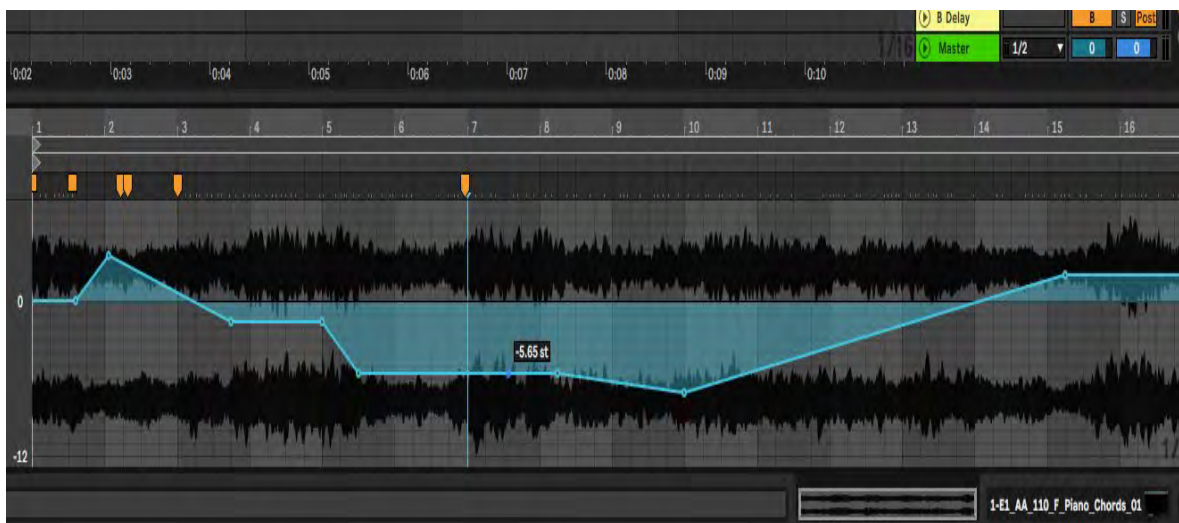 B Delay B S Post
1/16 Master 1/2 0 0
0:02 0:03 0:04 0:05 0:06 0:07 0:08 0:09 0:10
1 2 3 4 5 6 7 8 9 10 11 12 13 14 15 16
0
-5.65 st
-12
1-E1_AA_110_F_Piano_Chords_01